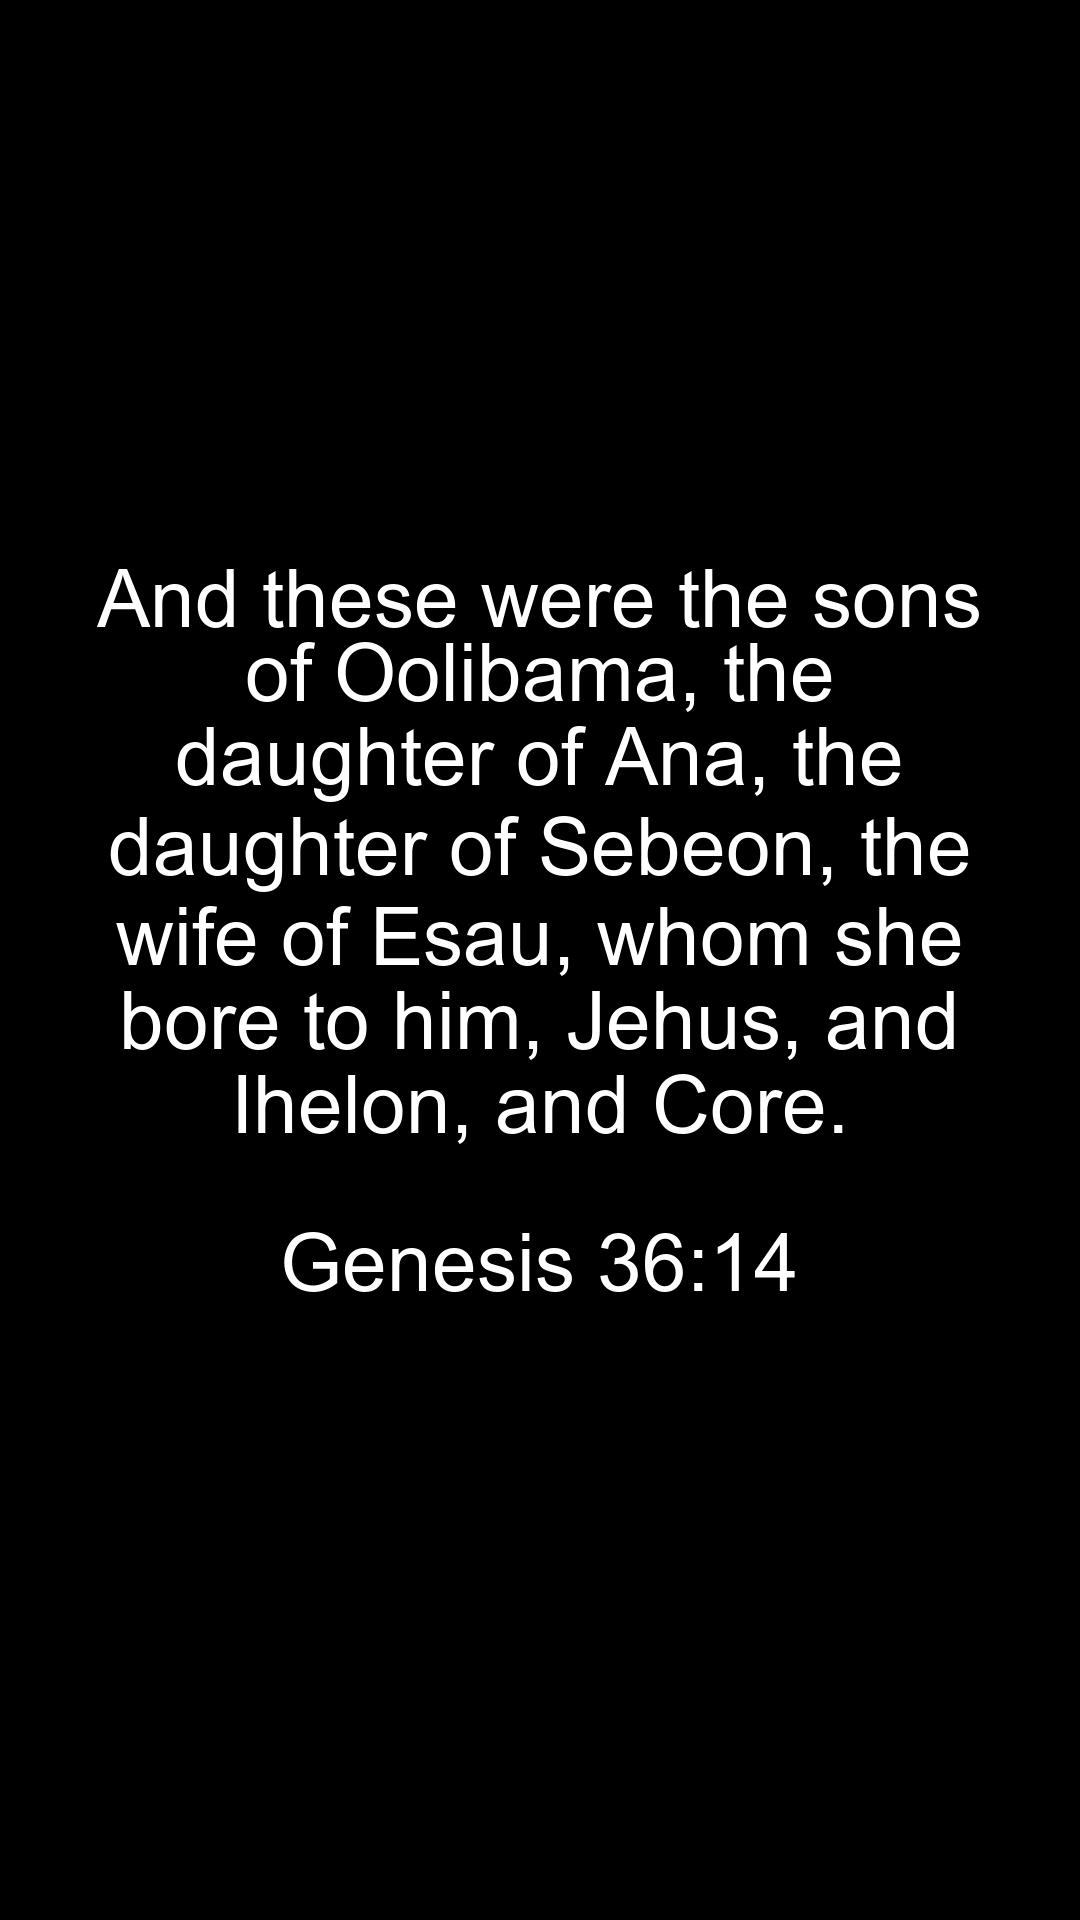 And these were the sons
of Oolibama, the
daughter of Ana, the
daughter of Sebeon, the
wife of Esau, whom she
bore to him, Jehus, and
Ihelon, and Core.
Genesis 36:14